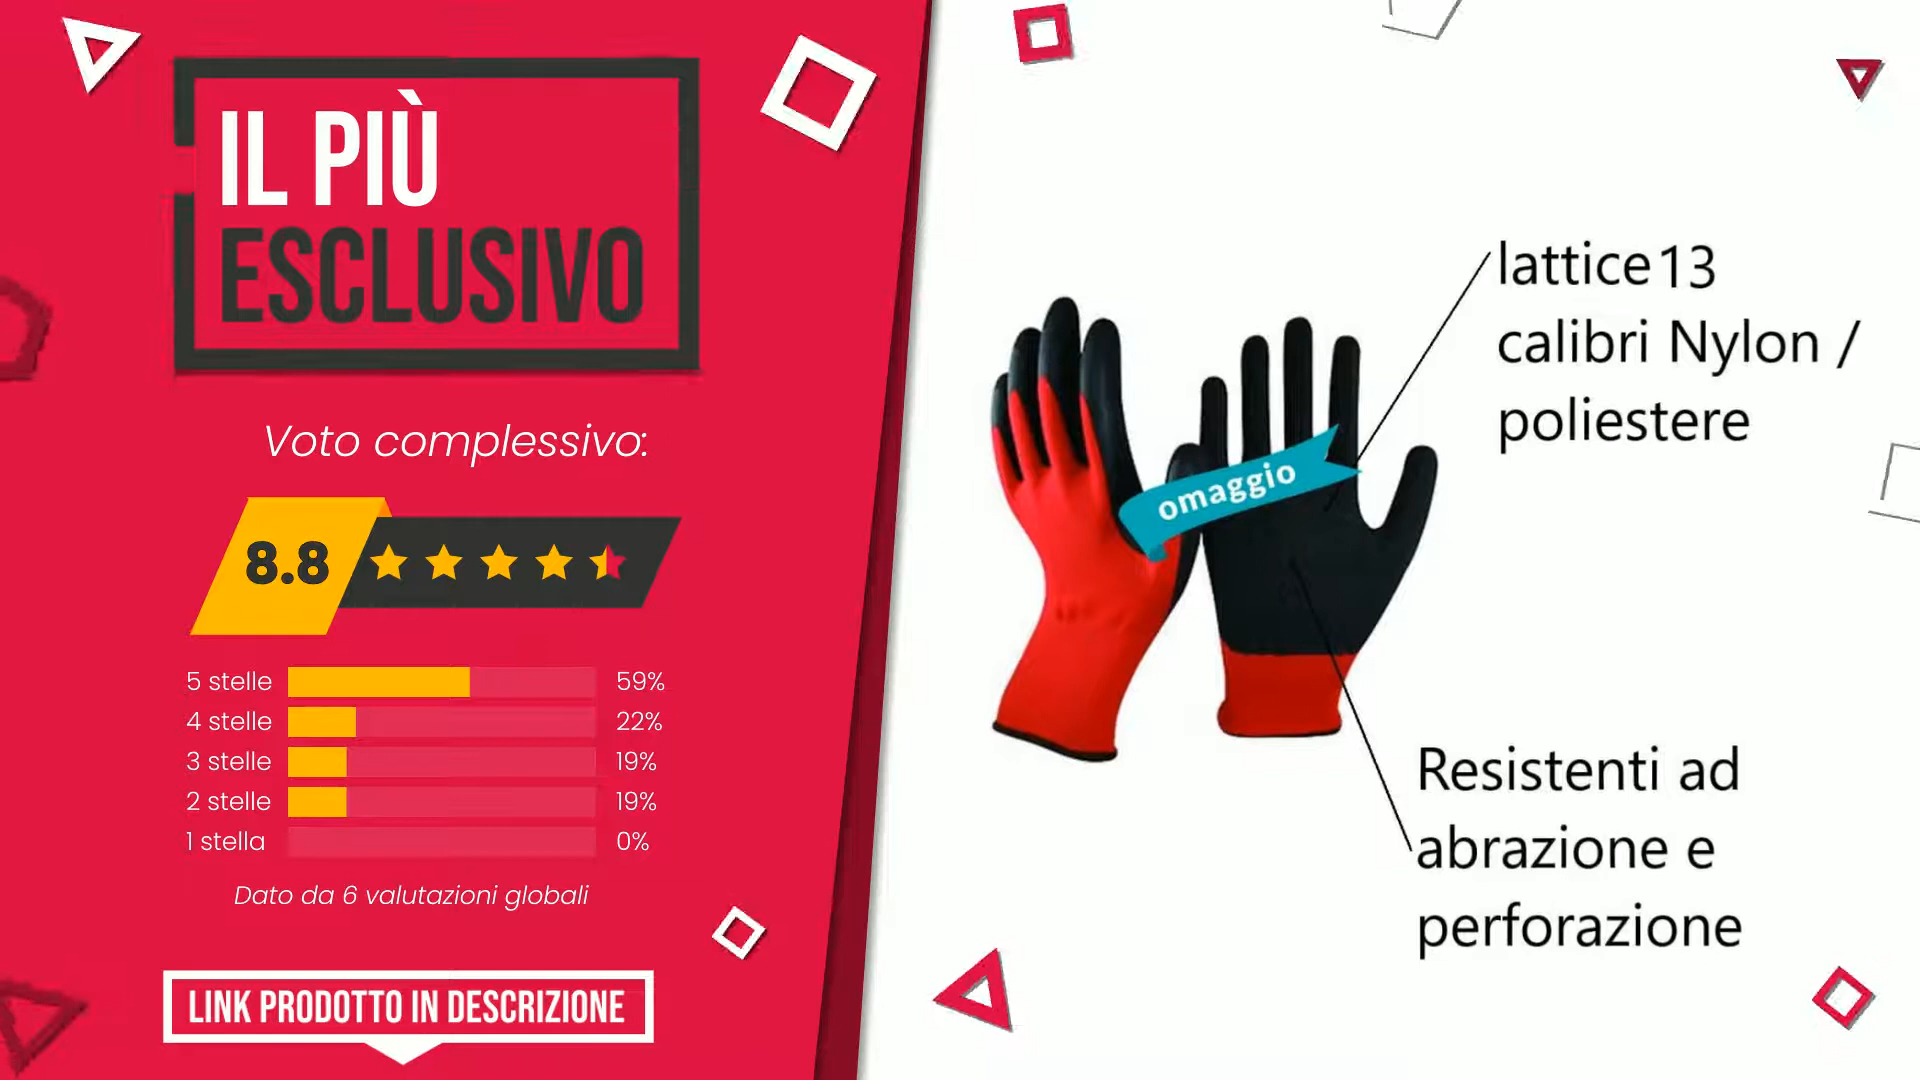 IL PIÙ
ESCLUSIVO
Voto complessivo:
8.8
5 stelle 59%
4 stelle 22%
3 stelle 19%
2 stelle 19%
1 stella 0%
Dato da 6 valutazioni globali
LINK PRODOTTO IN DESCRIZIONE
lattice13
calibri Nylon /
poliestere
omaggio
Resistenti ad
abrazione e
perforazione